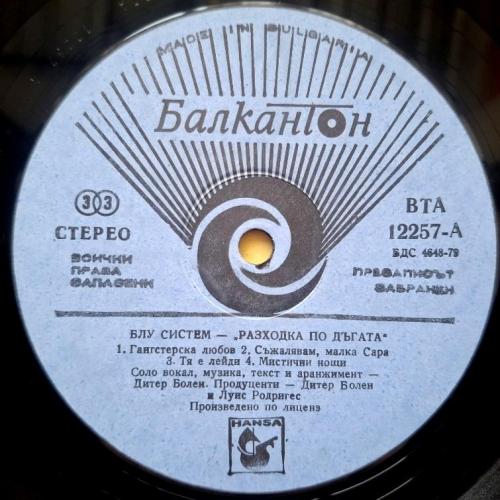 MADE IN BULGARIA
Балкантон
33
СТЕРЕО
ВСИЧКИ
ПРАВА
ЗАПАЗЕНИ
ВТА
12257-А
БДС 4648-79
ПРЕЗАПИСЪТ
ЗАБРАНЕН
БЛУ СИСТЕМ — „РАЗХОДКА ПО ДЪГАТА“
1. Гангстерска любов 2. Съжалявам, малка Сара
3. Тя е лейди 4. Мистични нощи
Соло вокал, музика, текст и аранжимент —
Дитер Болен. Продуценти — Дитер Болен
и Луис Родригес
Произведено по лиценз
HANSA